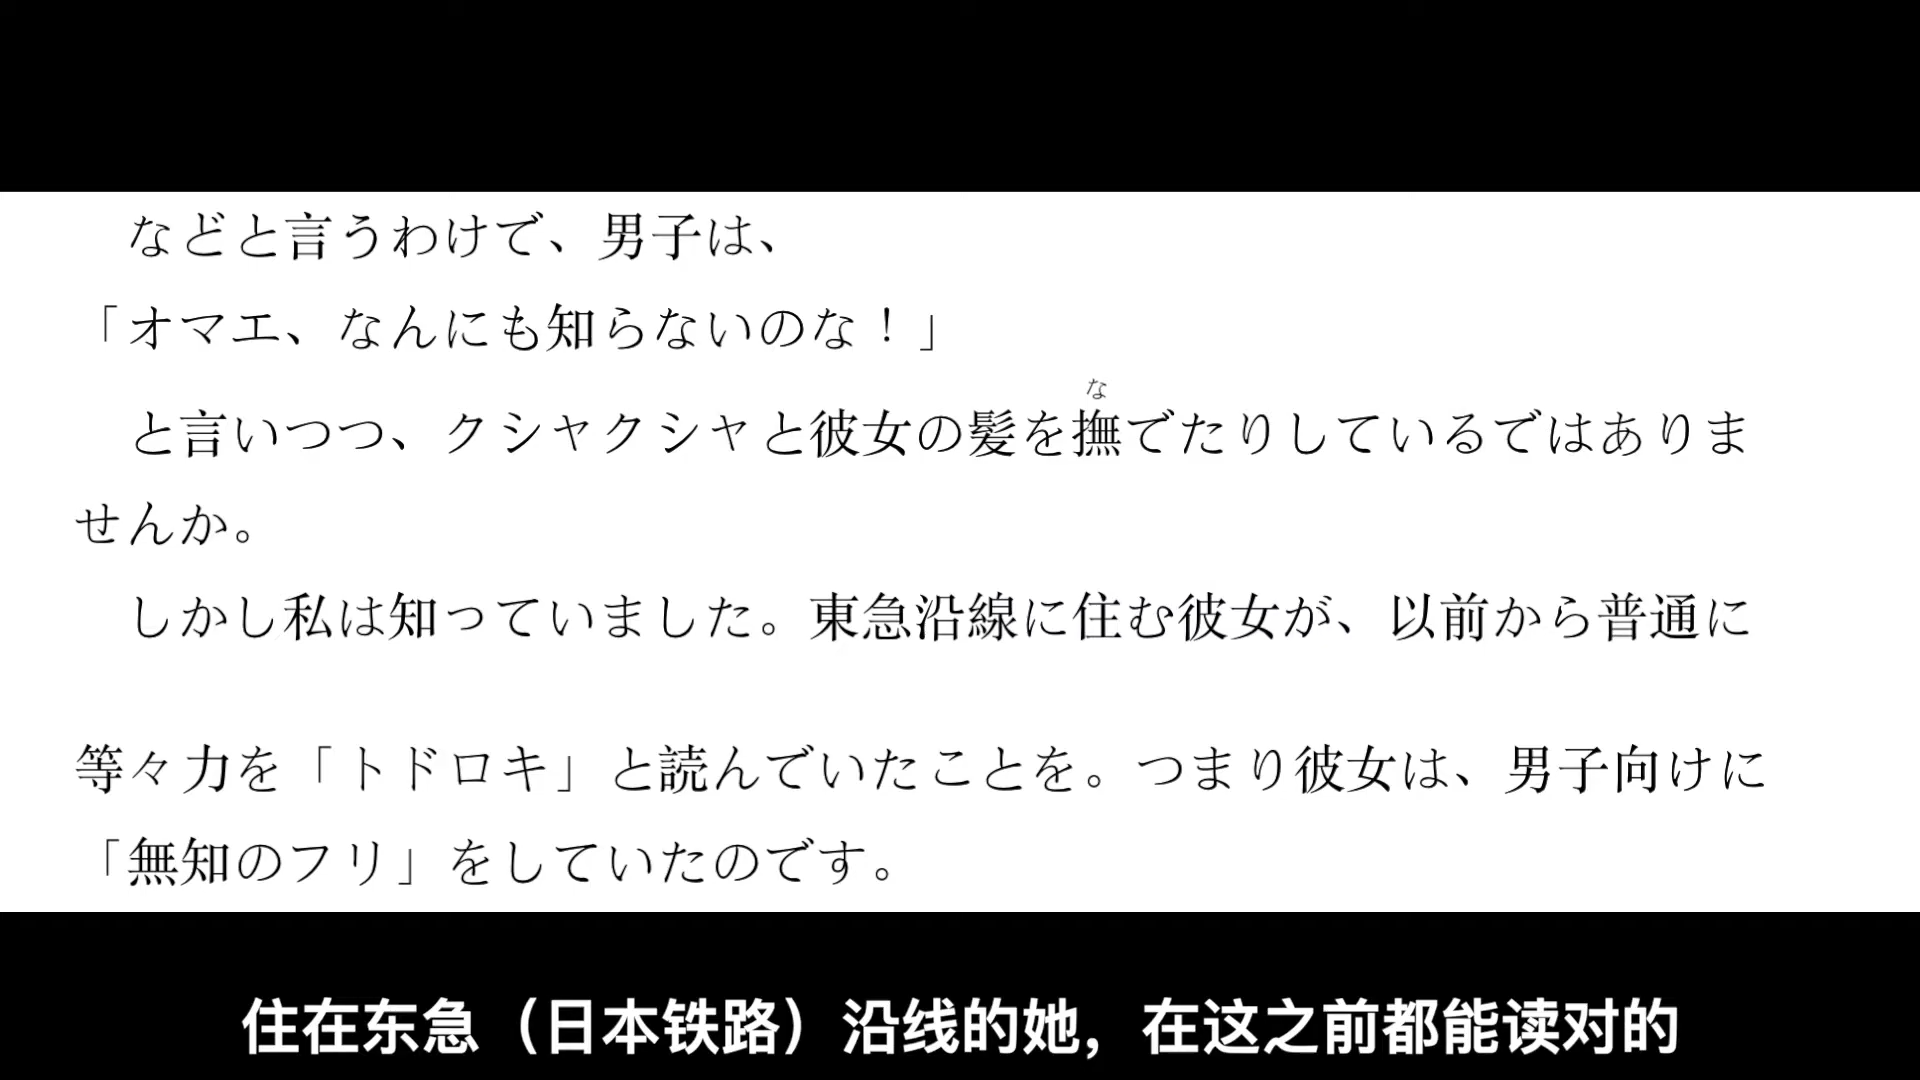 などと言うわけで、男子は、
「オマエ、なんにも知らないのな！」
な
と言いつつ、クシャクシャと彼女の髪を撫でたりしているではありま
せんか。
しかし私は知っていました。東急沿線に住む彼女が、以前から普通に
等々力を「トドロキ」と読んでいたことを。つまり彼女は、男子向けに
「無知のフリ」をしていたのです。
住在东急（日本铁路）沿线的她，在这之前都能读对的